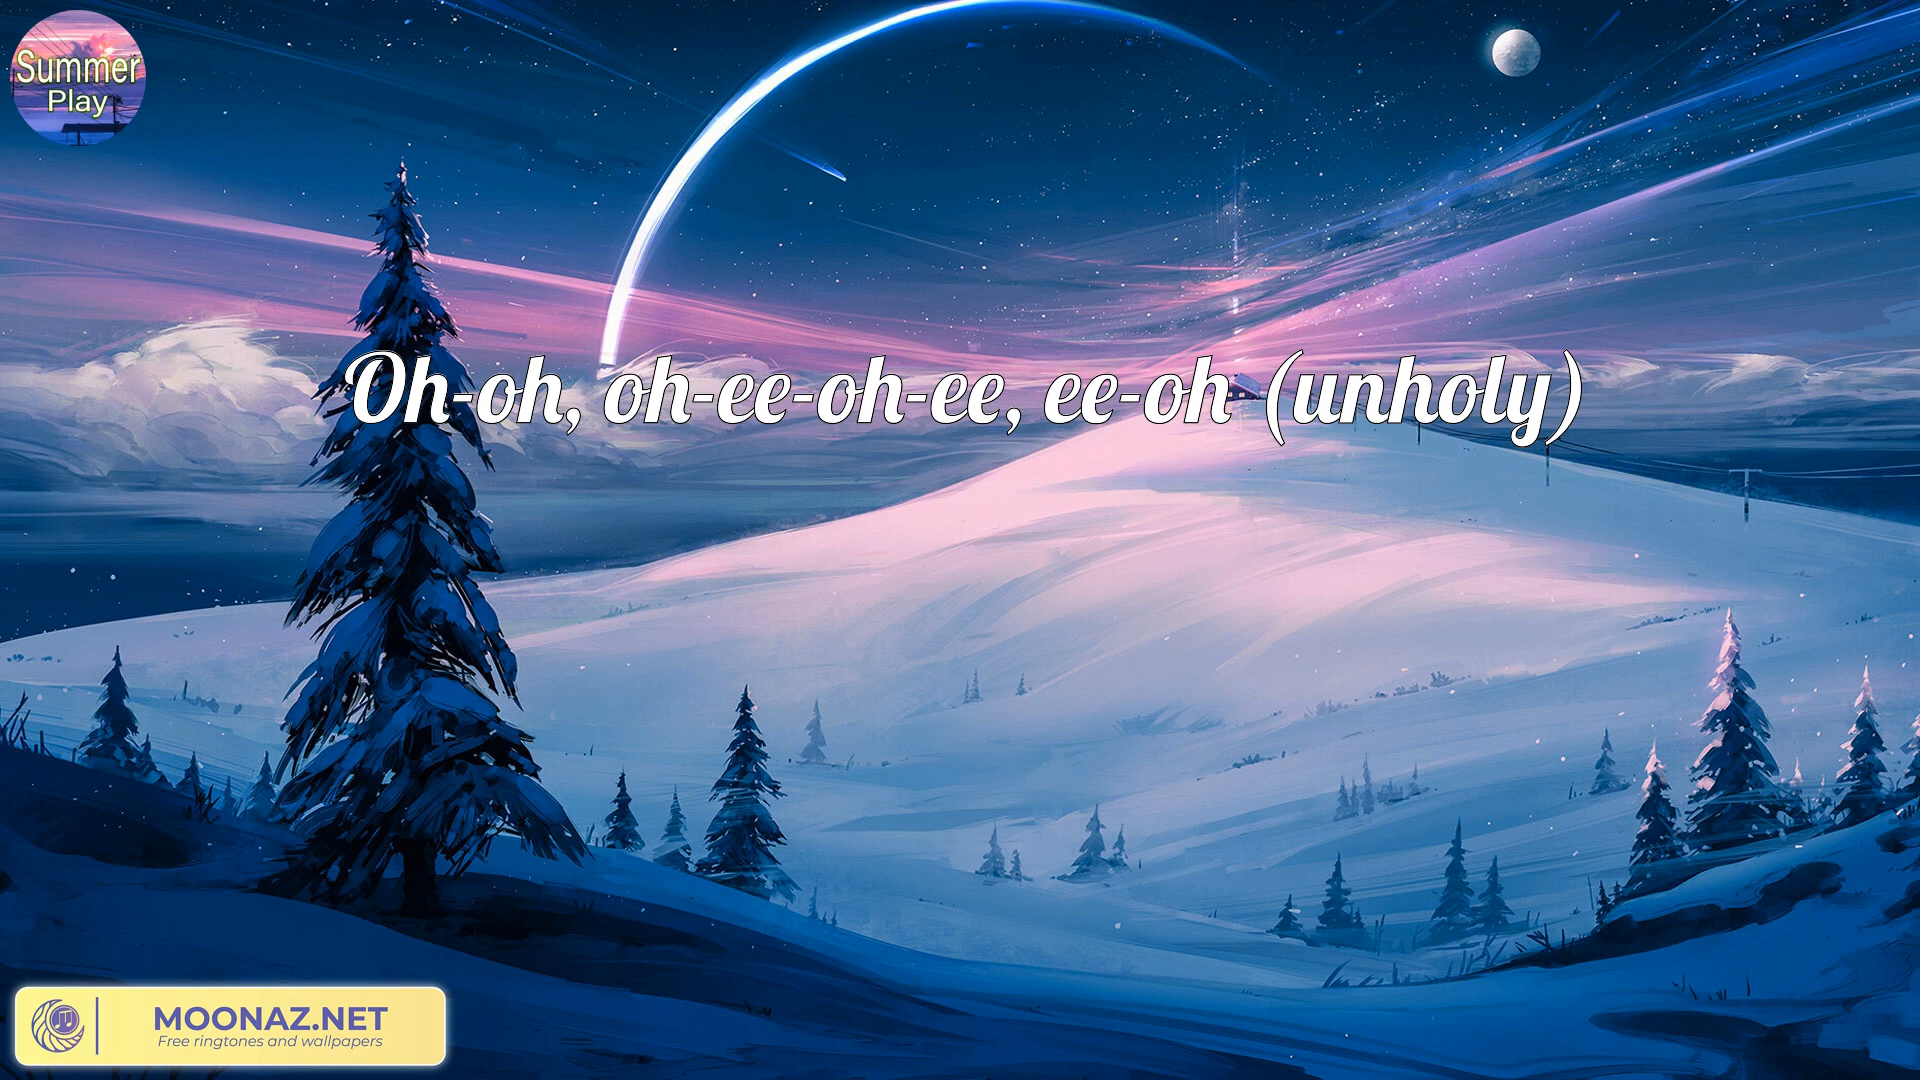 Summer
Play
Oh-oh, oh-ee-oh-ee, ee-oh (unholy)
MOONAZ.NET
Free ringtones and wallpapers